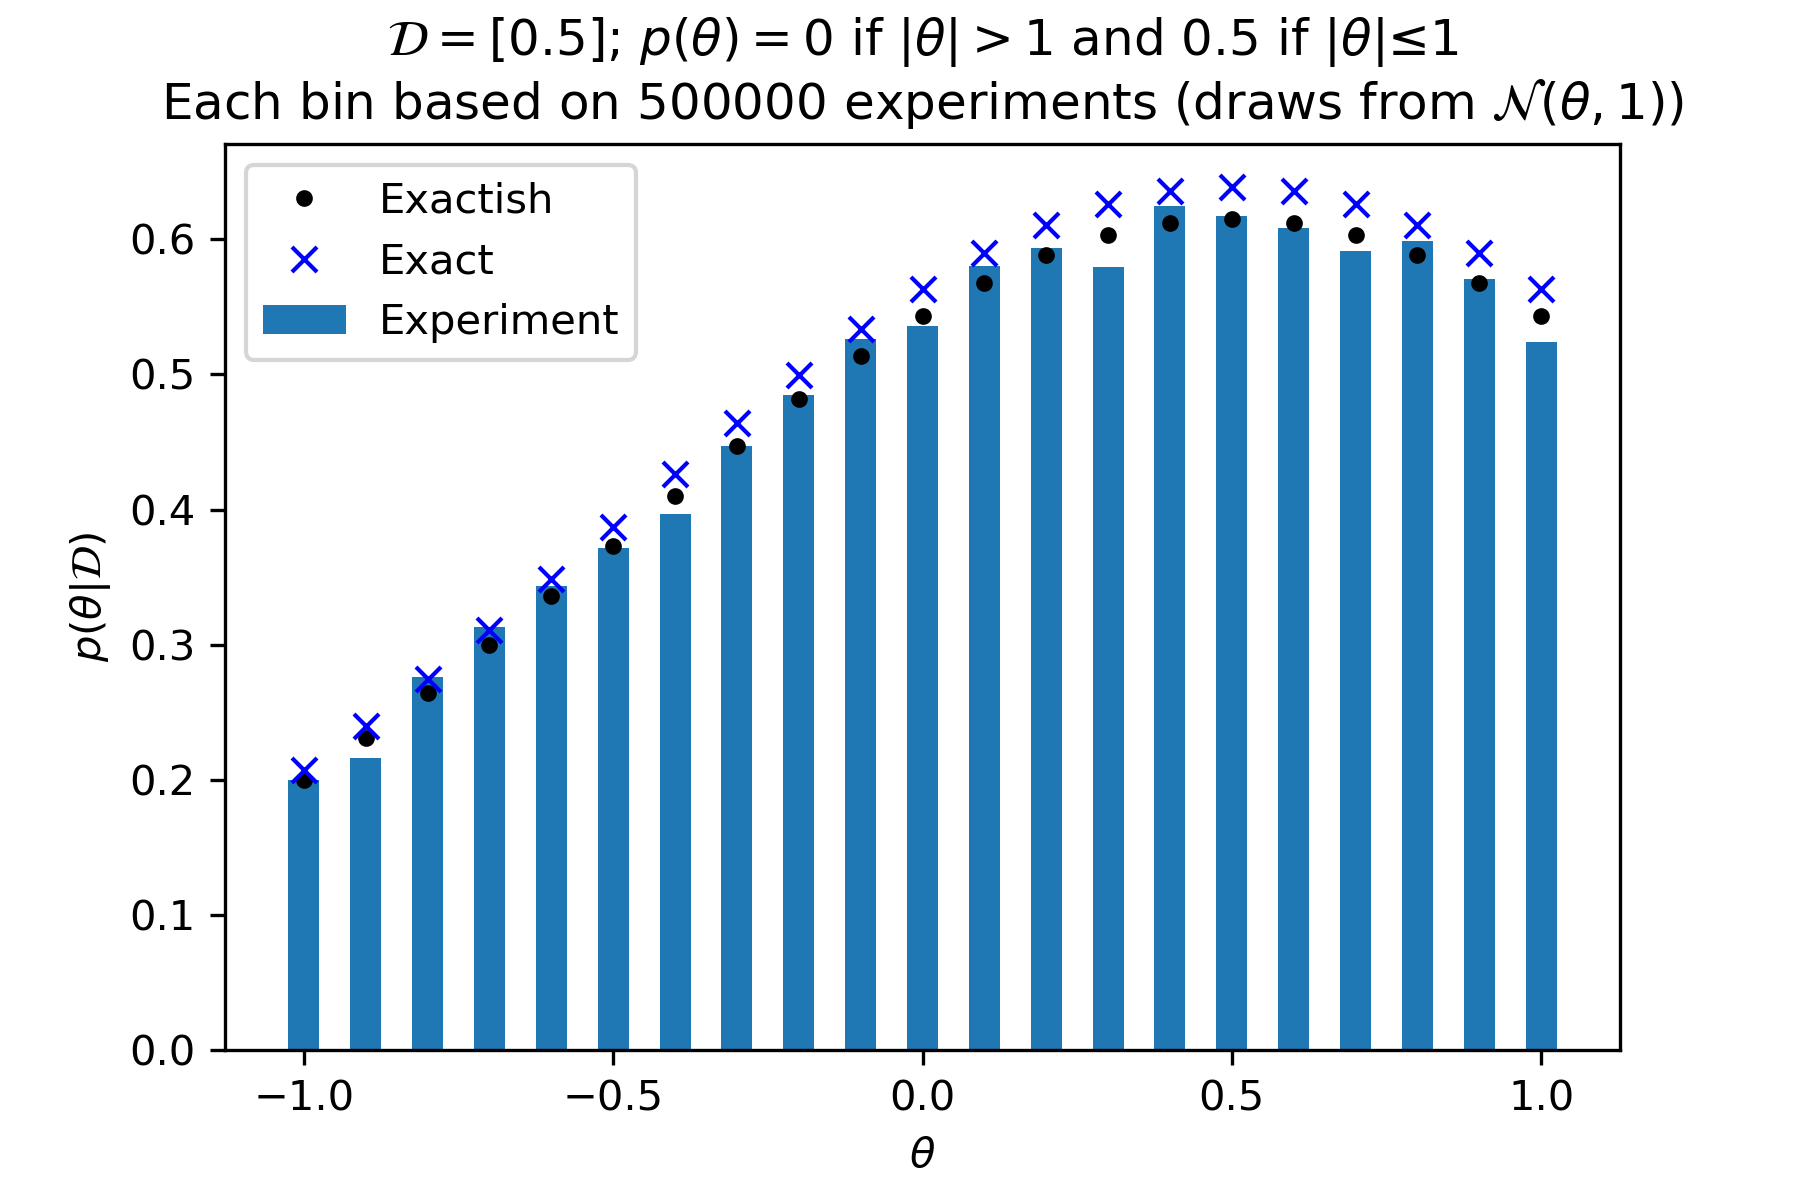 𝒟 = [0.5]; p(θ) = 0 if |θ| > 1 and 0.5 if |θ|≤1
Each bin based on 500000 experiments (draws from 𝒩(θ, 1))
Exactish
Exact
Experiment
p(θ|𝒟)
0.6
0.5
0.4
0.3
0.2
0.1
0.0
−1.0 −0.5 0.0 0.5 1.0
θ